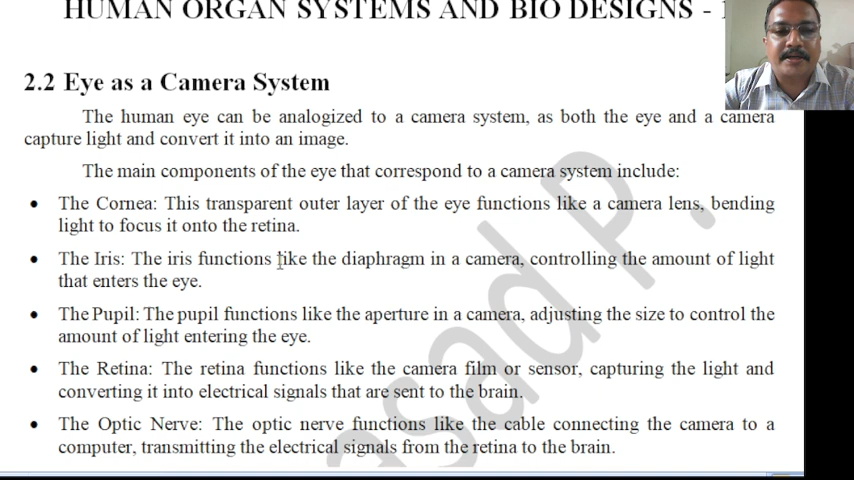 HUMAN ORGAN SYSTEMS AND BIO DESIGNS -
2.2 Eye as a Camera System
The human eye can be analogized to a camera system, as both the eye and a camera
capture light and convert it into an image.
The main components of the eye that correspond to a camera system include:
• The Cornea: This transparent outer layer of the eye functions like a camera lens, bending
light to focus it onto the retina.
• The Iris: The iris functions like the diaphragm in a camera, controlling the amount of light
that enters the eye.
• The Pupil: The pupil functions like the aperture in a camera, adjusting the size to control the
amount of light entering the eye.
• The Retina: The retina functions like the camera film or sensor, capturing the light and
converting it into electrical signals that are sent to the brain.
• The Optic Nerve: The optic nerve functions like the cable connecting the camera to a
computer, transmitting the electrical signals from the retina to the brain.
asad P.